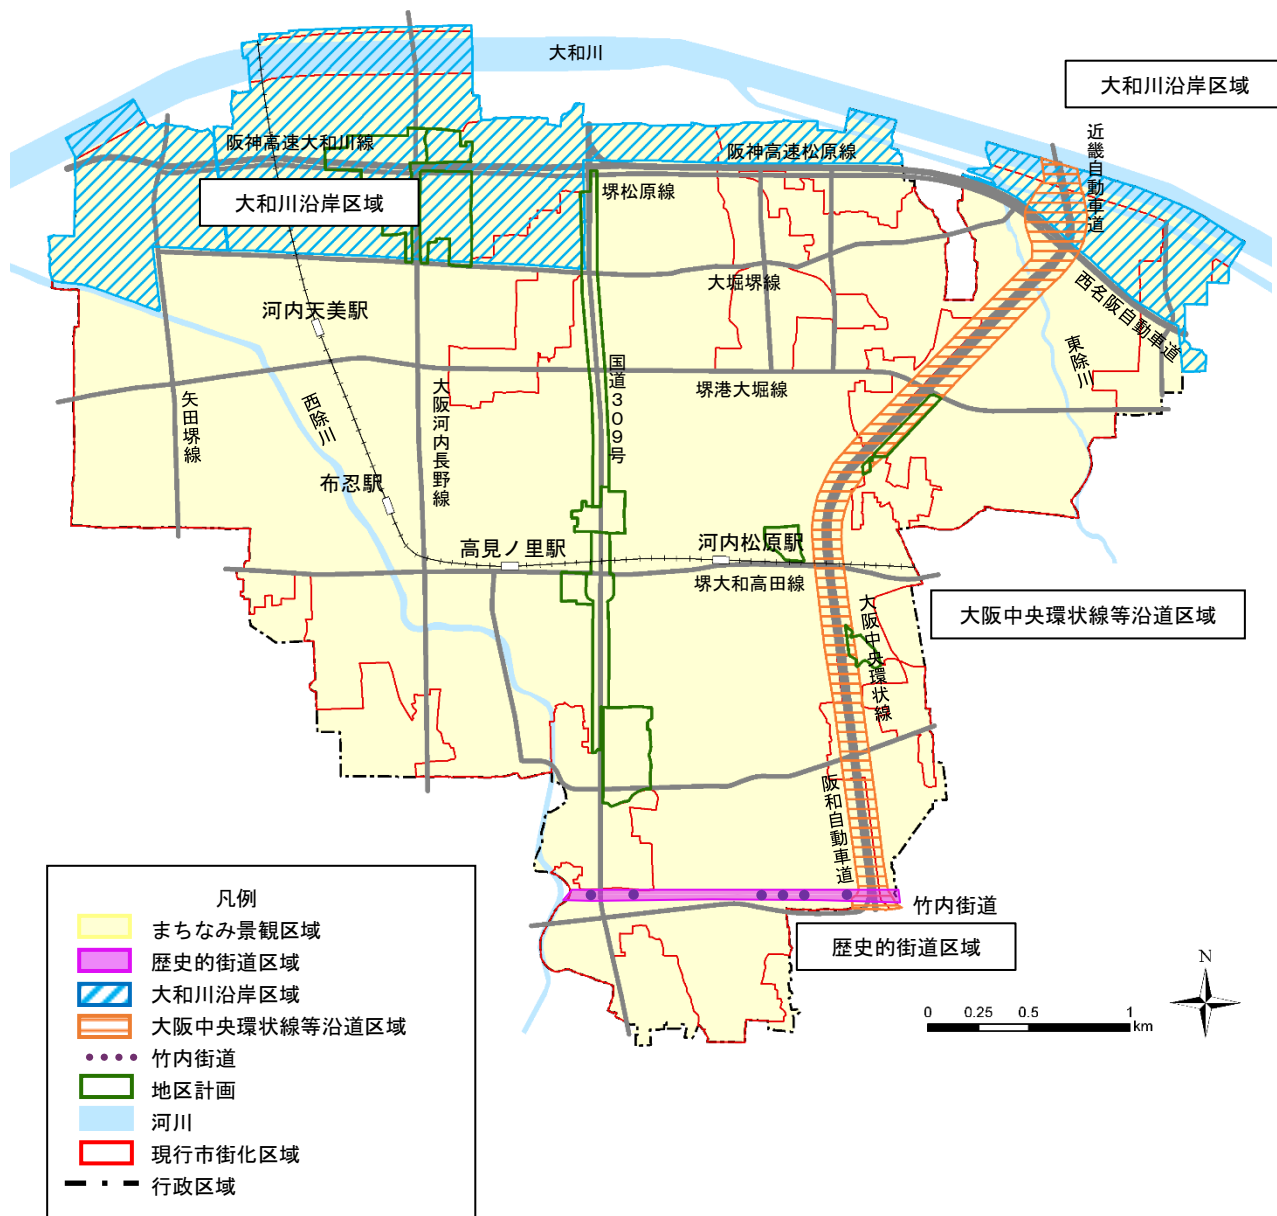 大和川
大和川沿岸区域
近畿自動車道
阪神高速大和川線
阪神高速松原線
大和川沿岸区域
堺松原線
大堀堺線
西名阪自動車道
河内天美駅
東除川
国道309号
大阪河内長野線
堺港大堀線
矢田堺線
西除川
布忍駅
高見ノ里駅
河内松原駅
堺大和高田線
大阪中央環状線等沿道区域
大阪中央環状線
阪和自動車道
竹内街道
歴史的街道区域
凡例
まちなみ景観区域
歴史的街道区域
大和川沿岸区域
大阪中央環状線等沿道区域
竹内街道
地区計画
河川
現行市街化区域
行政区域
N
0 0.25 0.5 1
km